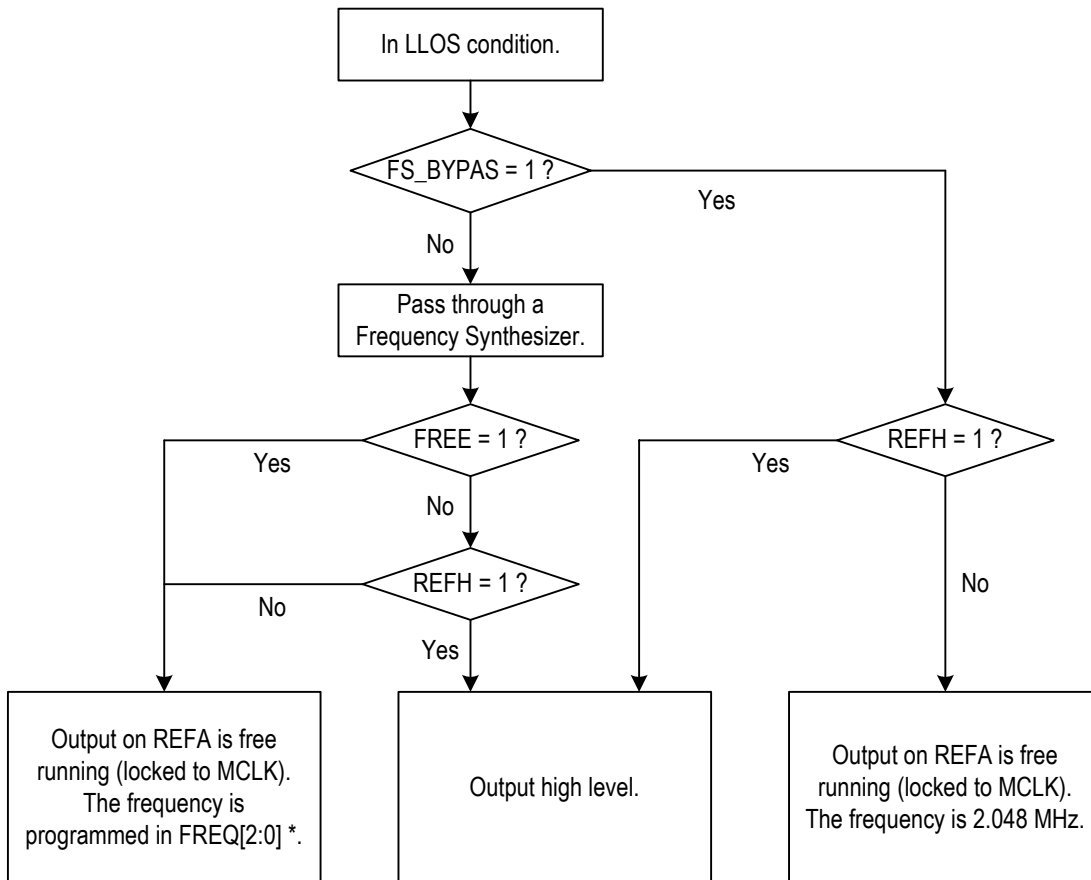 In LLOS condition.
FS_BYPAS = 1 ?
Yes
No
Pass through a
Frequency Synthesizer.
FREE = 1 ?
REFH = 1 ?
Yes
Yes
No
REFH = 1 ?
No
No
Yes
Output on REFA is free
running (locked to MCLK).
The frequency is
programmed in FREQ[2:0] *.
Output high level.
Output on REFA is free
running (locked to MCLK).
The frequency is 2.048 MHz.